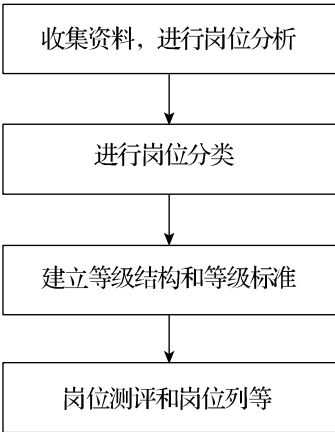 收集资料，进行岗位分析
进行岗位分类
建立等级结构和等级标准
岗位测评和岗位列等